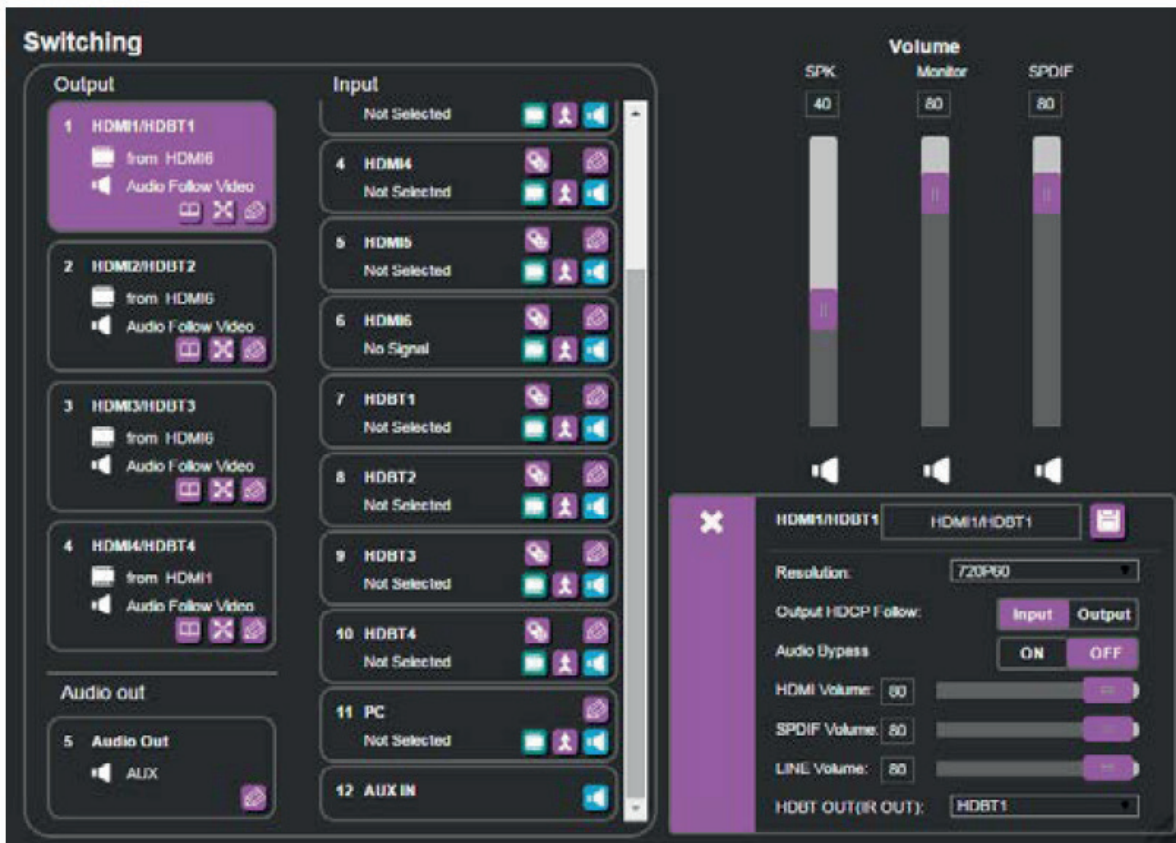 Switching
Output
1 HDMI1/HDBT1
from HDMI6
Audio Follow Video
2 HDMI2/HDBT2
from HDMI6
Audio Follow Video
3 HDMI3/HDBT3
from HDMI6
Audio Follow Video
4 HDMI4/HDBT4
from HDMI1
Audio Follow Video
Audio out
5 Audio Out
AUX
Input
Not Selected
4 HDMI4
Not Selected
5 HDMI5
Not Selected
6 HDMI6
No Signal
7 HDBT1
Not Selected
8 HDBT2
Not Selected
9 HDBT3
Not Selected
10 HDBT4
Not Selected
11 PC
Not Selected
12 AUX IN
Volume
SPK Monitor SPDIF
40 80 80
HDMI1/HDBT1 HDMI1/HDBT1
Resolution: 720P60
Output HDCP Follow: Input Output
Audio Bypass ON OFF
HDMI Volume: 80
SPDIF Volume: 80
LINE Volume: 80
HDBT OUT(IR OUT): HDBT1